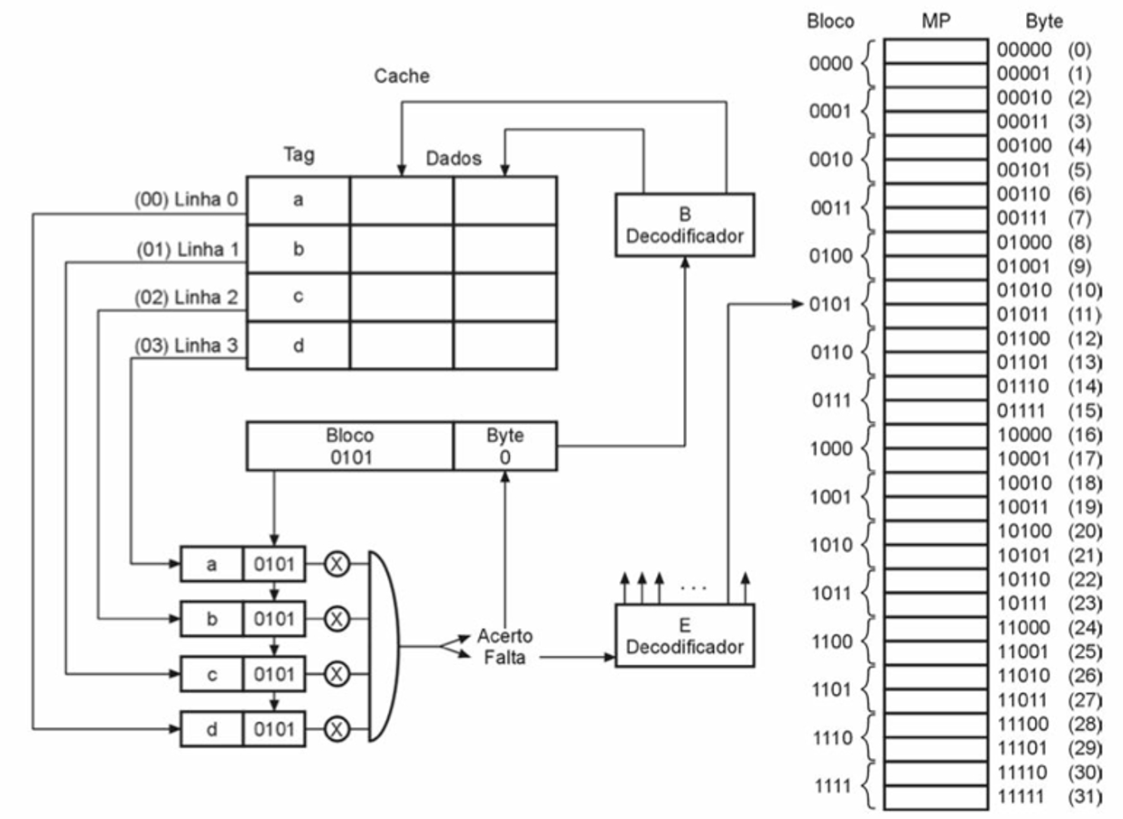 Cache
Tag Dados
(00) Linha 0 a
(01) Linha 1 b
(02) Linha 2 c
(03) Linha 3 d
B
Decodificador
Bloco Byte
0101 0
a 0101 X
b 0101 X
c 0101 X
d 0101 X
Acerto
Falta
. . .
E
Decodificador
Bloco MP Byte
0000 00000 (0)
00001 (1)
0001 00010 (2)
00011 (3)
0010 00100 (4)
00101 (5)
0011 00110 (6)
00111 (7)
0100 01000 (8)
01001 (9)
0101 01010 (10)
01011 (11)
0110 01100 (12)
01101 (13)
0111 01110 (14)
01111 (15)
1000 10000 (16)
10001 (17)
1001 10010 (18)
10011 (19)
1010 10100 (20)
10101 (21)
1011 10110 (22)
10111 (23)
1100 11000 (24)
11001 (25)
1101 11010 (26)
11011 (27)
1110 11100 (28)
11101 (29)
1111 11110 (30)
11111 (31)